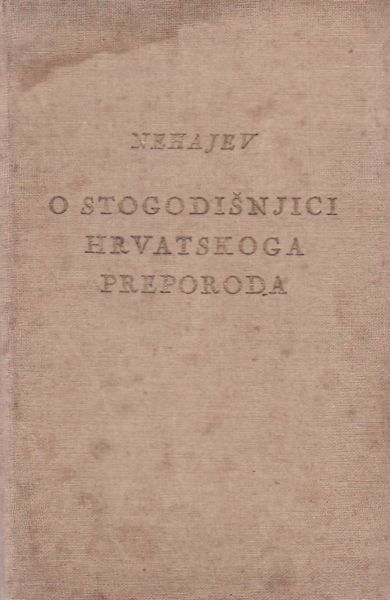 NEHAJEV
O STOGODIŠNJICI
HRVATSKOGA
PREPORODA